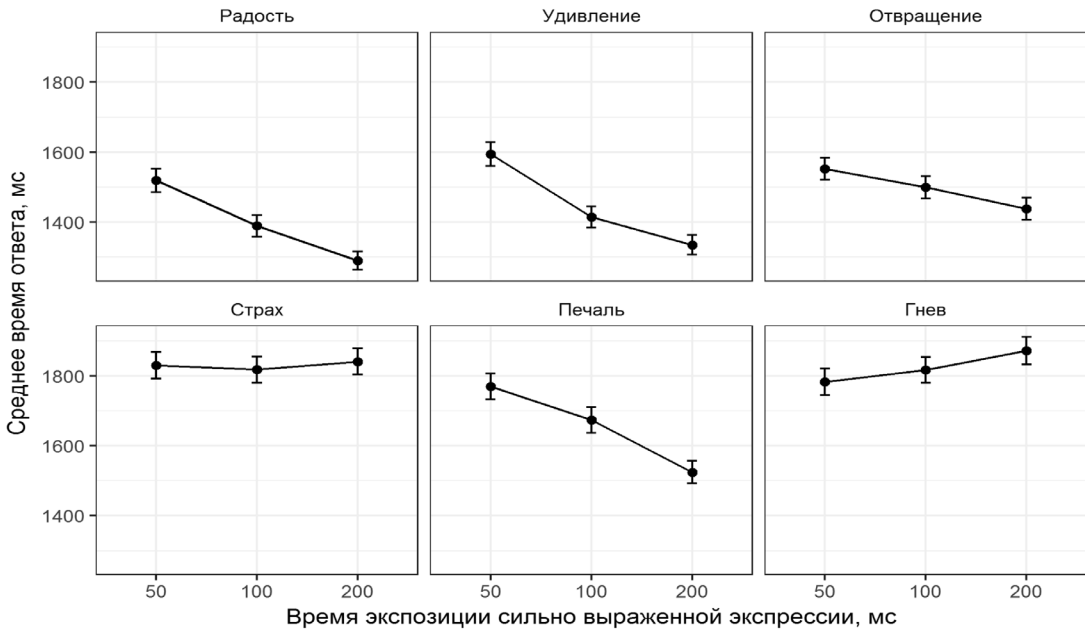 Радость
Удивление
Отвращение
1800
1600
1400
Страх
Печаль
Гнев
1800
1600
1400
50 100 200
50 100 200
50 100 200
Среднее время ответа, мс
Время экспозиции сильно выраженной экспрессии, мс